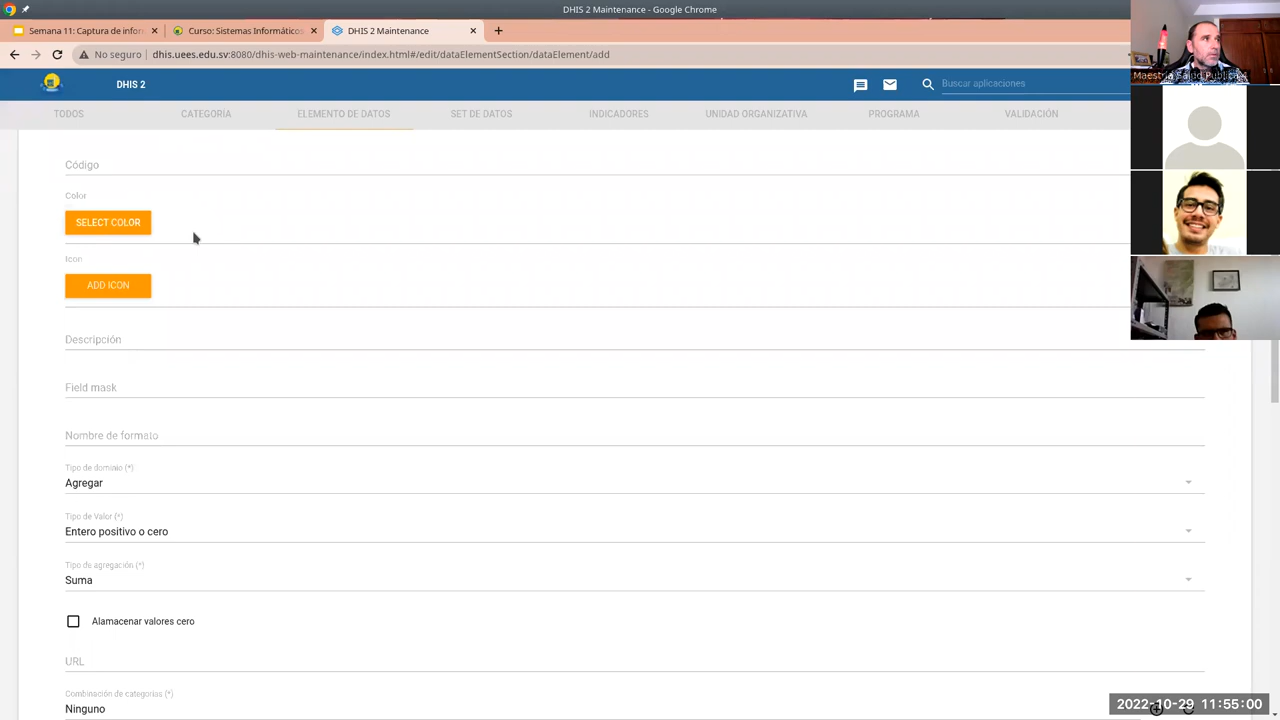 DHIS 2 Maintenance - Google Chrome
Semana 11: Captura de infor
Curso: Sistemas Informáticos
DHIS 2 Maintenance
No seguro
dhis.uees.edu.sv:8080/dhis-web-maintenance/index.html#/edit/dataElementSection/dataElement/add
DHIS 2
Buscar aplicaciones
Maestría Salud Pública
TODOS
CATEGORÍA
ELEMENTO DE DATOS
SET DE DATOS
INDICADORES
UNIDAD ORGANIZATIVA
PROGRAMA
VALIDACIÓN
Código
Color
SELECT COLOR
Icon
ADD ICON
Descripción
Field mask
Nombre de formato
Tipo de dominio (*)
Agregar
Tipo de Valor (*)
Entero positivo o cero
Tipo de agregación (*)
Suma
Alamacenar valores cero
URL
Combinación de categorías (*)
Ninguno
2022-10-29 11:55:00